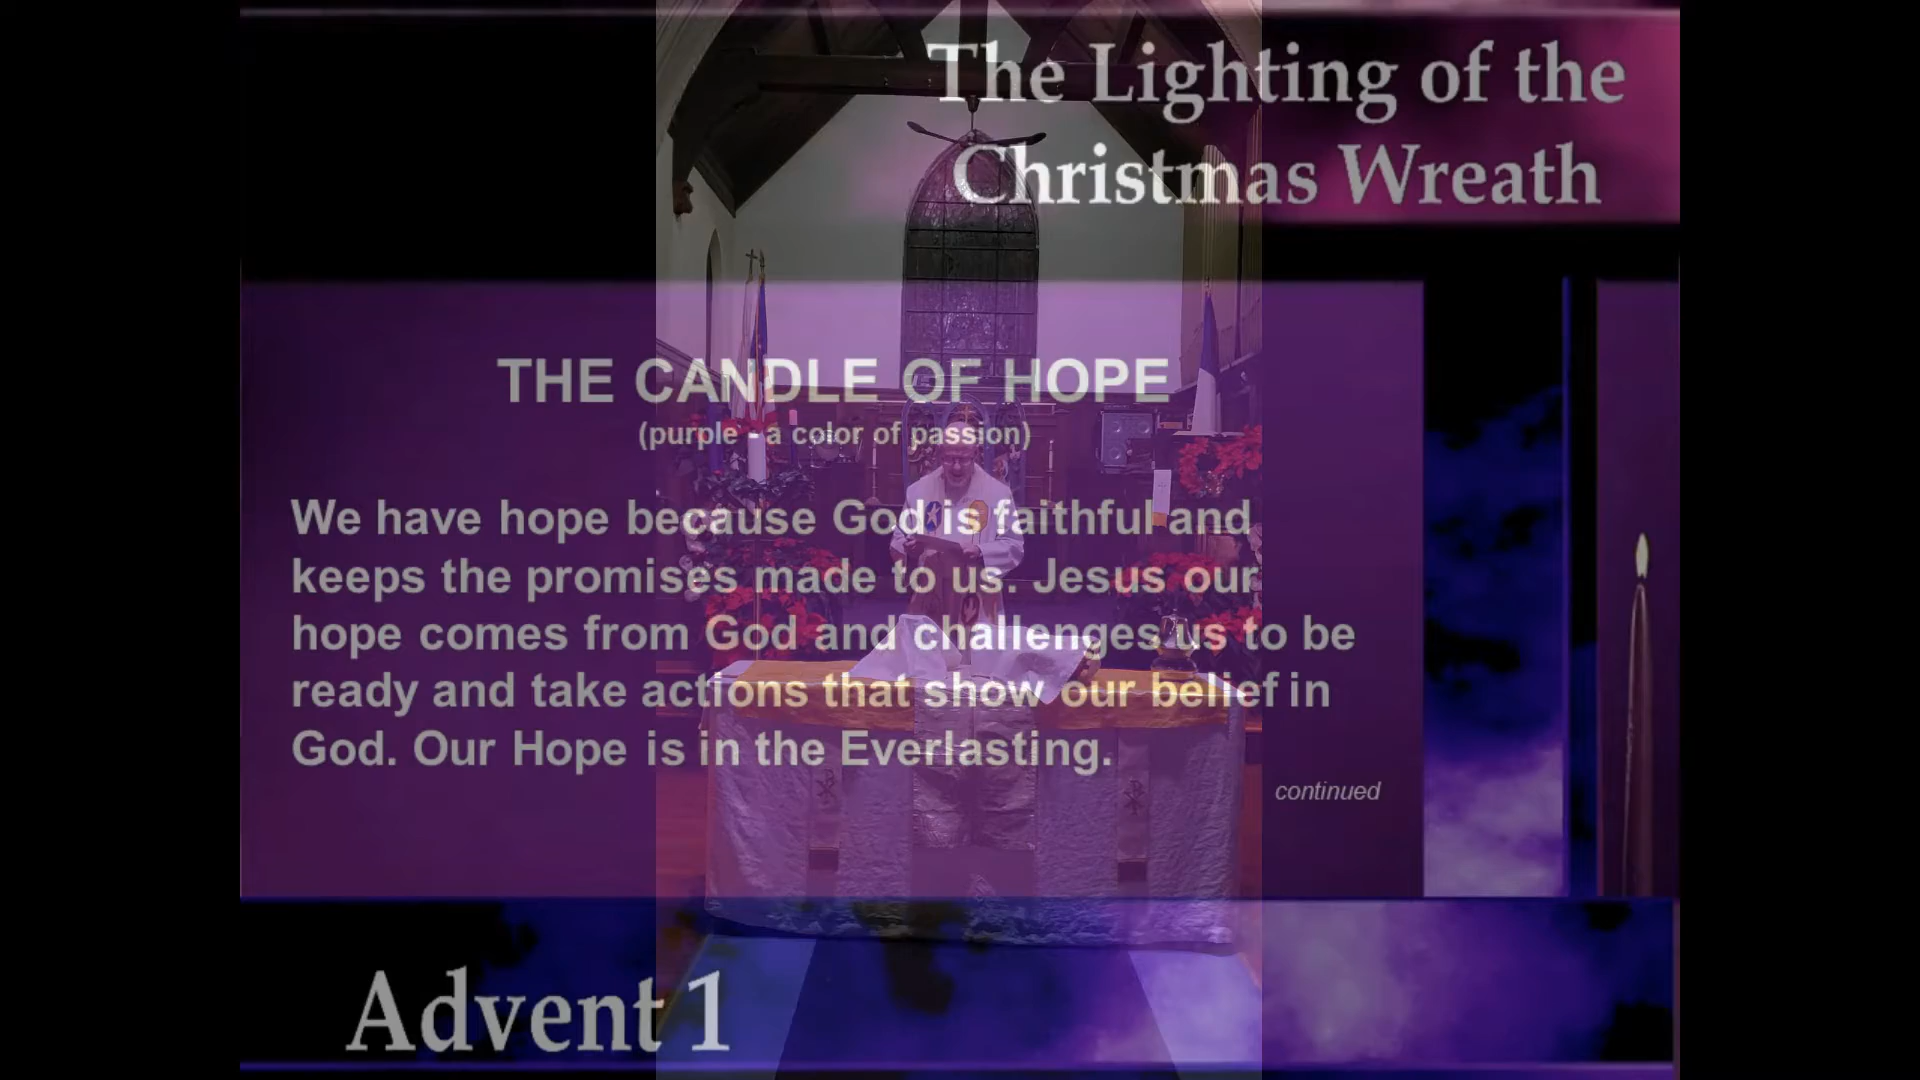 The Lighting of the
Christmas Wreath
THE CANDLE OF HOPE
(purple - a color of passion)
We have hope because God is faithful and
keeps the promises made to us. Jesus our
hope comes from God and challenges us to be
ready and take actions that show our belief in
God. Our Hope is in the Everlasting.
continued
Advent 1